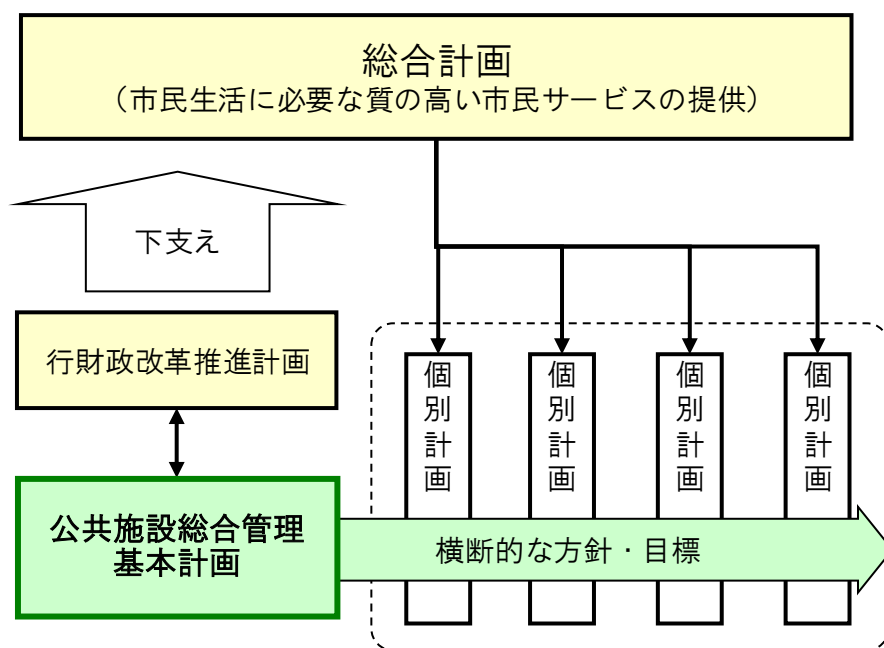 総合計画
（市民生活に必要な質の高い市民サービスの提供）
下支え
行財政改革推進計画
個別計画
個別計画
個別計画
個別計画
公共施設総合管理
基本計画
横断的な方針・目標